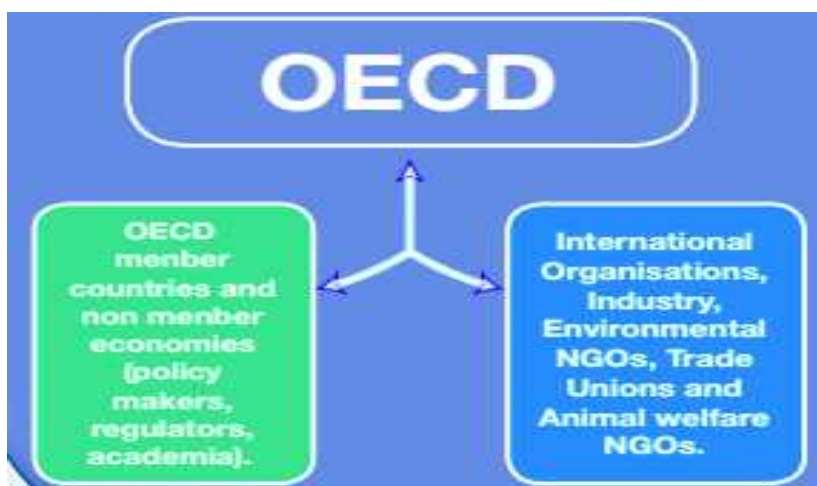 OECD
OECD
menber
countries and
non menber
economies
(policy
makers,
regulators,
academia).
International
Organisations,
Industry,
Environmental
NGOs, Trade
Unions and
Animal welfare
NGOs.